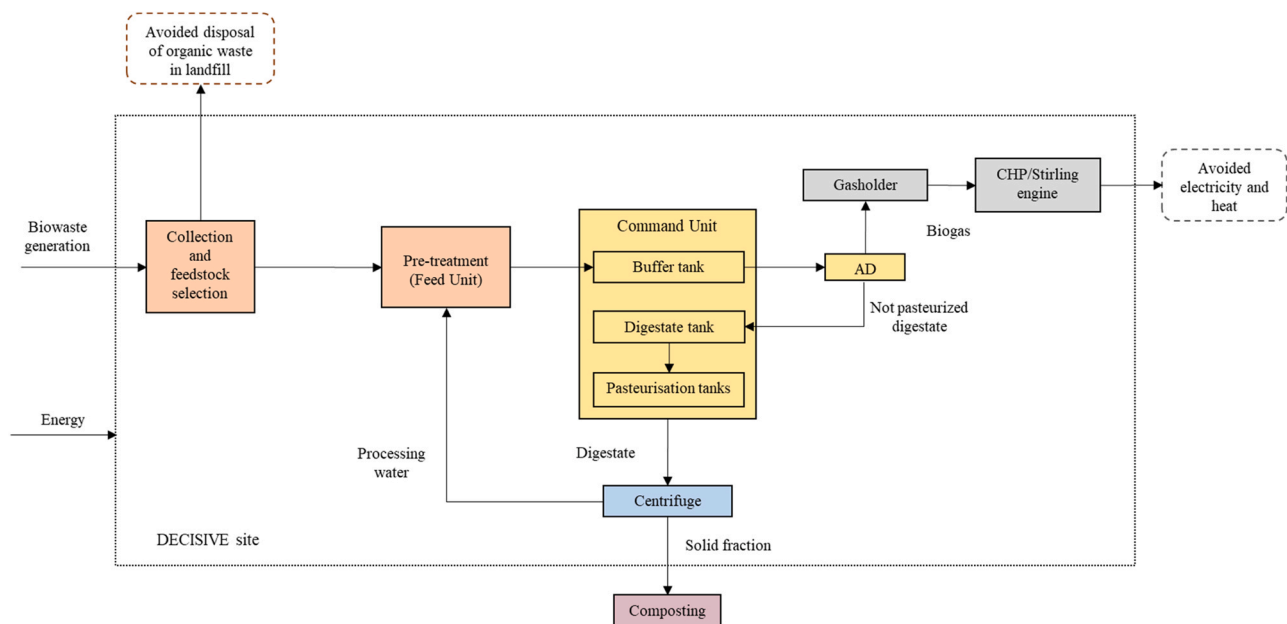 Avoided disposal
of organic waste
in landfill
Biowaste
generation
Collection
and
feedstock
selection
Pre-treatment
(Feed Unit)
Command Unit
Buffer tank
Digestate tank
Pasteurisation tanks
AD
Gasholder
Biogas
CHP/Stirling
engine
Avoided
electricity and
heat
Not pasteurized
digestate
Energy
Processing
water
Digestate
Centrifuge
Solid fraction
DECISIVE site
Composting